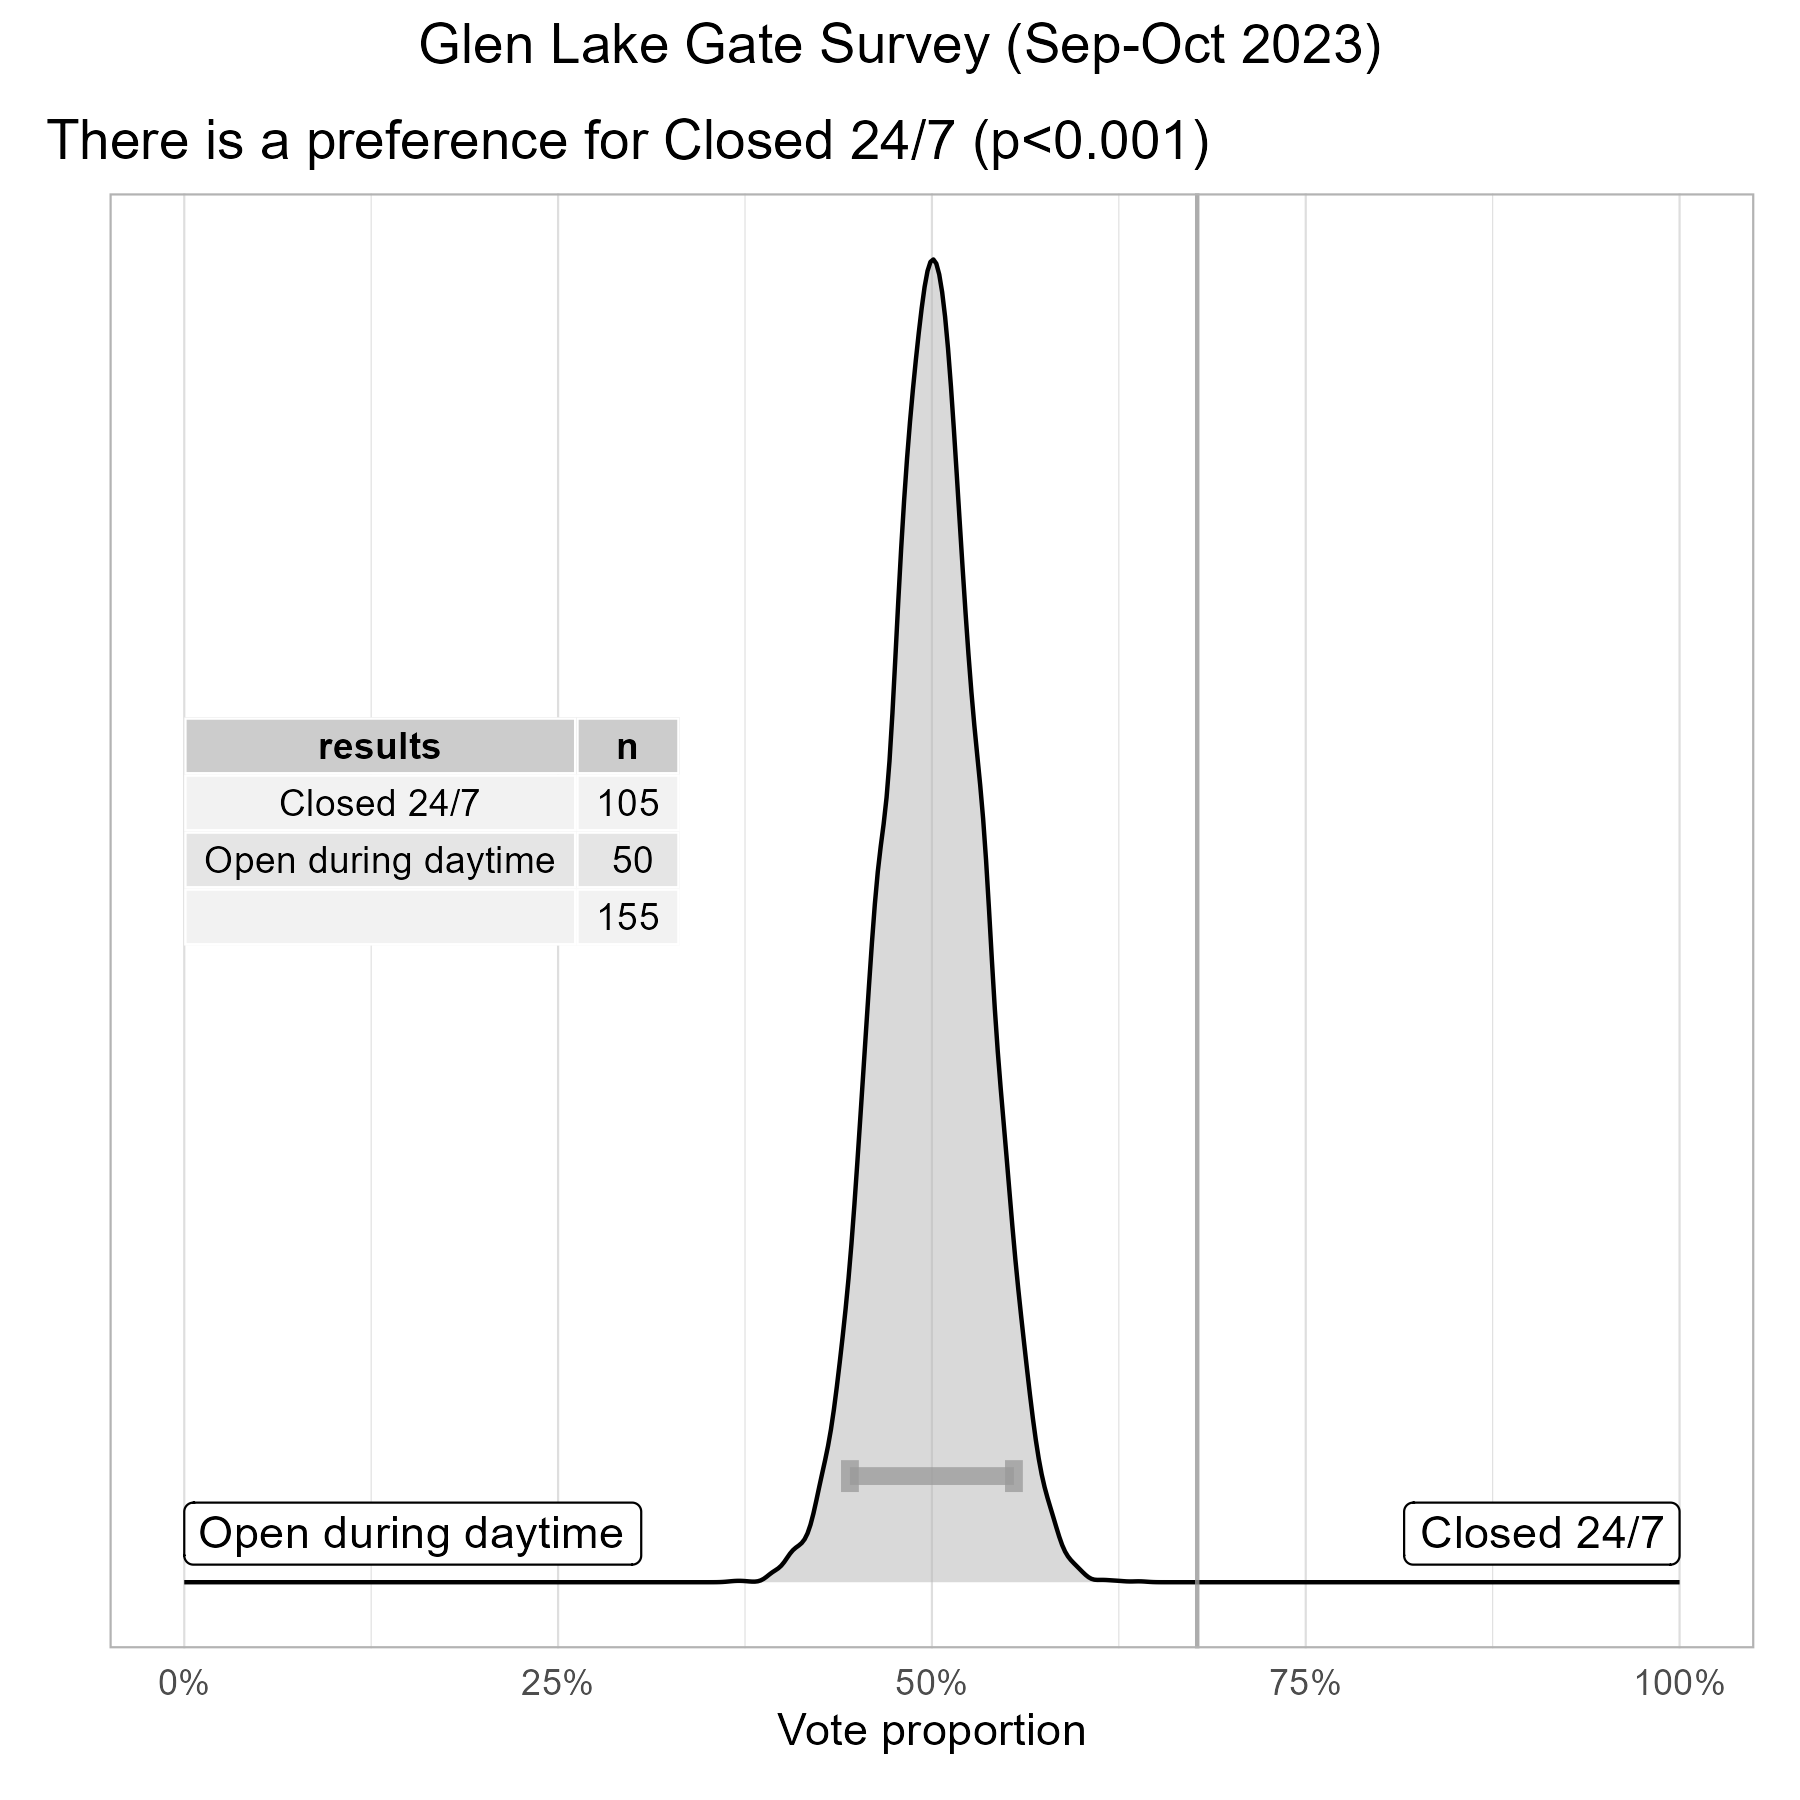 Glen Lake Gate Survey (Sep-Oct 2023)
There is a preference for Closed 24/7 (p<0.001)
results n
Closed 24/7 105
Open during daytime 50
155
Open during daytime
Closed 24/7
0% 25% 50% 75% 100%
Vote proportion